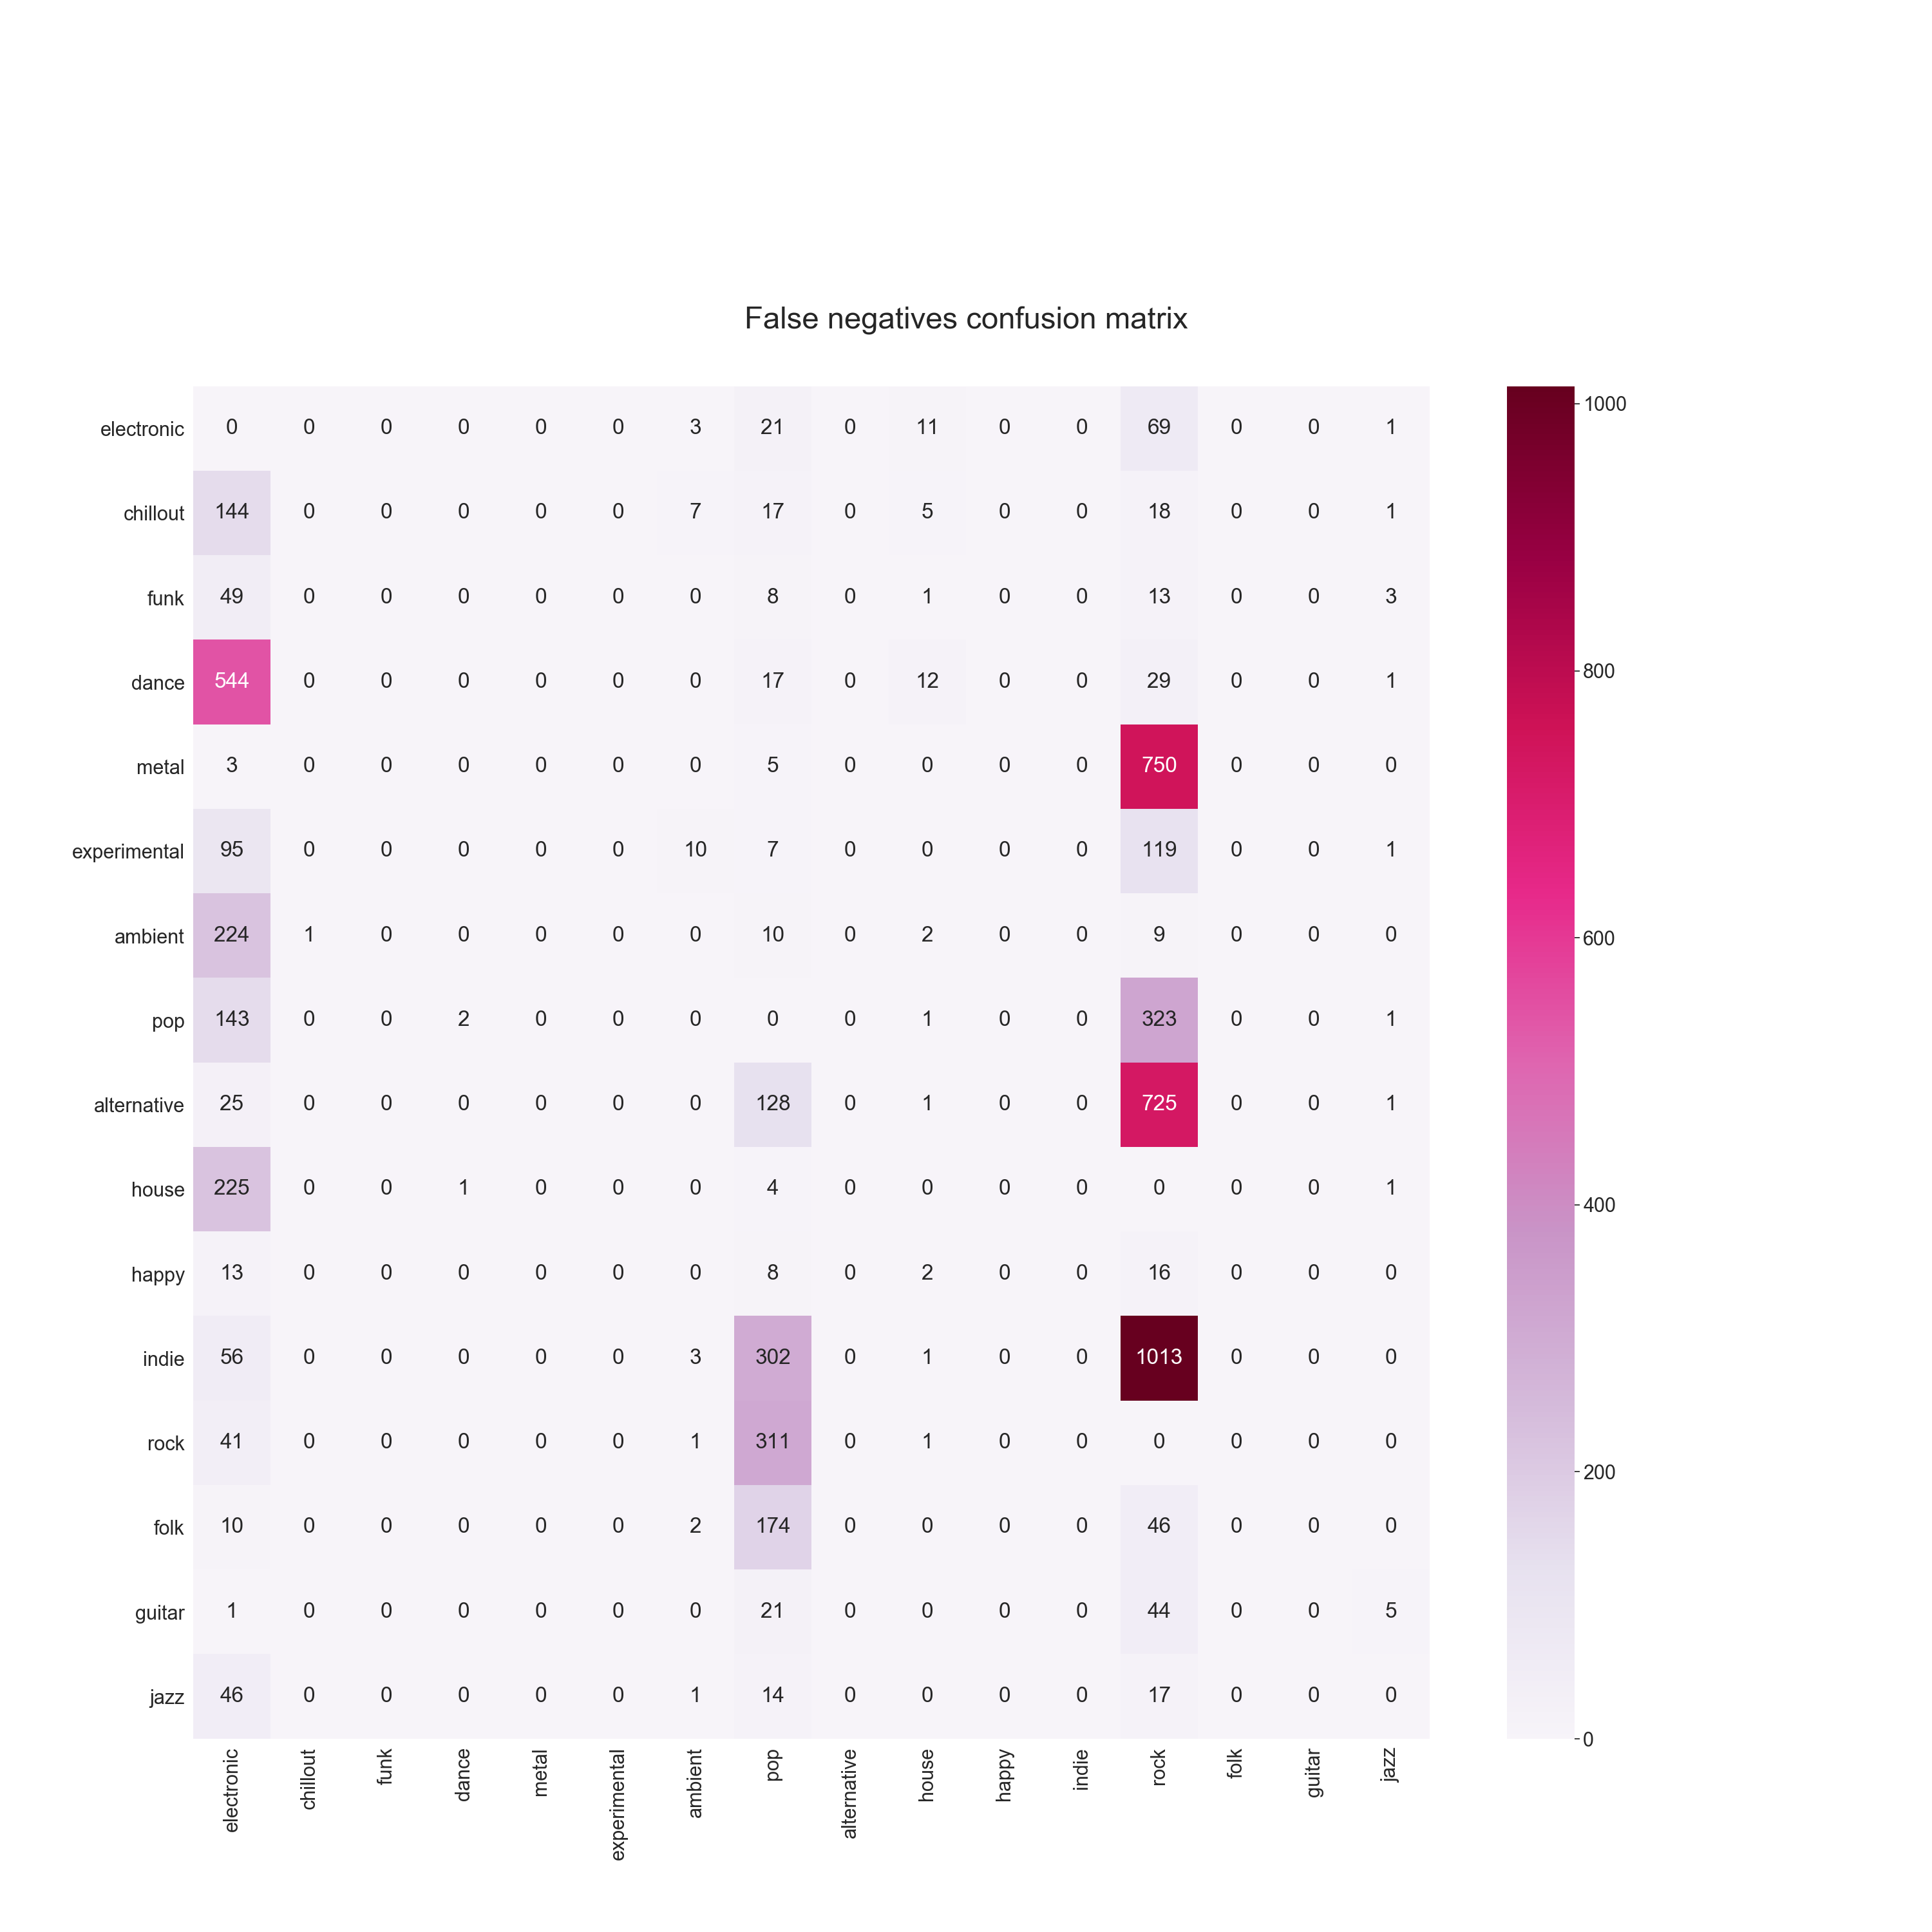 False negatives confusion matrix
electronic 0 0 0 0 0 0 3 21 0 11 0 0 69 0 0 1
chillout 144 0 0 0 0 0 7 17 0 5 0 0 18 0 0 1
funk 49 0 0 0 0 0 0 8 0 1 0 0 13 0 0 3
dance 544 0 0 0 0 0 0 17 0 12 0 0 29 0 0 1
metal 3 0 0 0 0 0 0 5 0 0 0 0 750 0 0 0
experimental 95 0 0 0 0 0 10 7 0 0 0 0 119 0 0 1
ambient 224 1 0 0 0 0 0 10 0 2 0 0 9 0 0 0
pop 143 0 0 2 0 0 0 0 0 1 0 0 323 0 0 1
alternative 25 0 0 0 0 0 0 128 0 1 0 0 725 0 0 1
house 225 0 0 1 0 0 0 4 0 0 0 0 0 0 0 1
happy 13 0 0 0 0 0 0 8 0 2 0 0 16 0 0 0
indie 56 0 0 0 0 0 3 302 0 1 0 0 1013 0 0 0
rock 41 0 0 0 0 0 1 311 0 1 0 0 0 0 0 0
folk 10 0 0 0 0 0 2 174 0 0 0 0 46 0 0 0
guitar 1 0 0 0 0 0 0 21 0 0 0 0 44 0 0 5
jazz 46 0 0 0 0 0 1 14 0 0 0 0 17 0 0 0
electronic chillout funk dance metal experimental ambient pop alternative house happy indie rock folk guitar jazz
1000
800
600
400
200
0